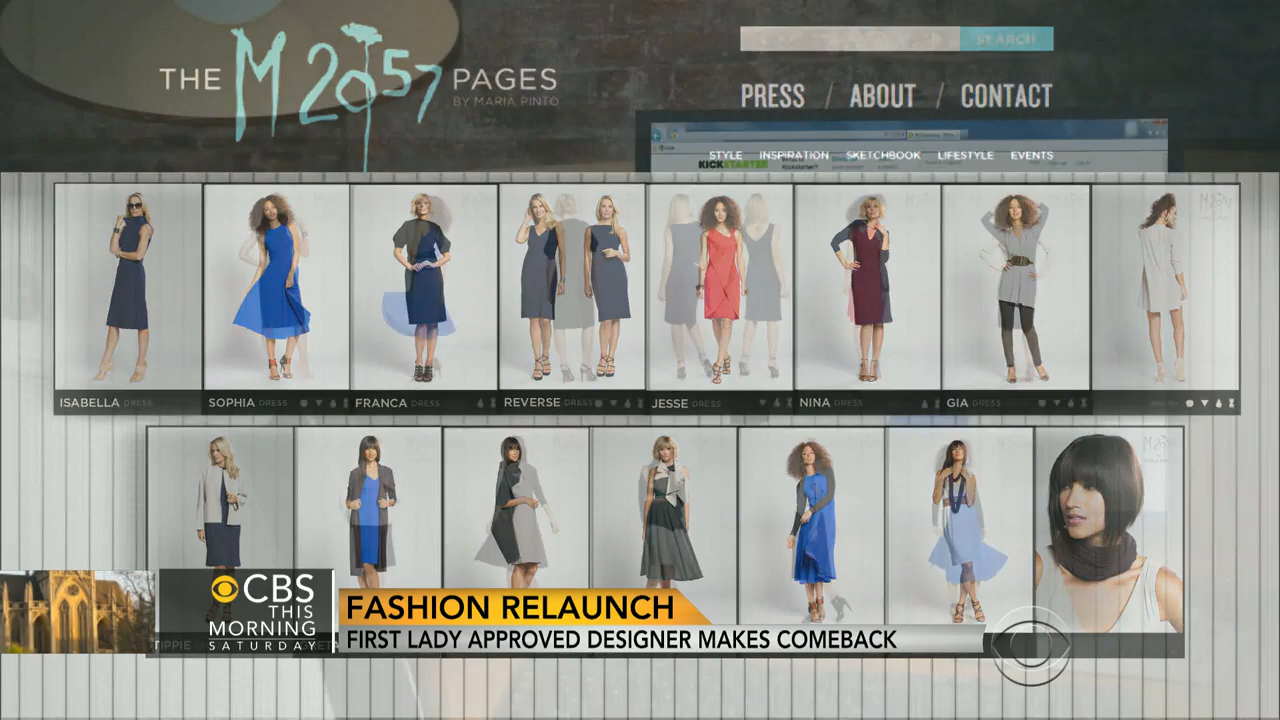 THE M2057 PAGES
BY MARIA PINTO
SEARCH
PRESS / ABOUT / CONTACT
KICKSTARTER
STYLE INSPIRATION SKETCHBOOK LIFESTYLE EVENTS
ISABELLA DRESS
SOPHIA DRESS
FRANCA DRESS
REVERSE DRESS
JESSE DRESS
NINA DRESS
GIA DRESS
CBS
THIS
MORNING
SATURDAY
FASHION RELAUNCH
FIRST LADY APPROVED DESIGNER MAKES COMEBACK